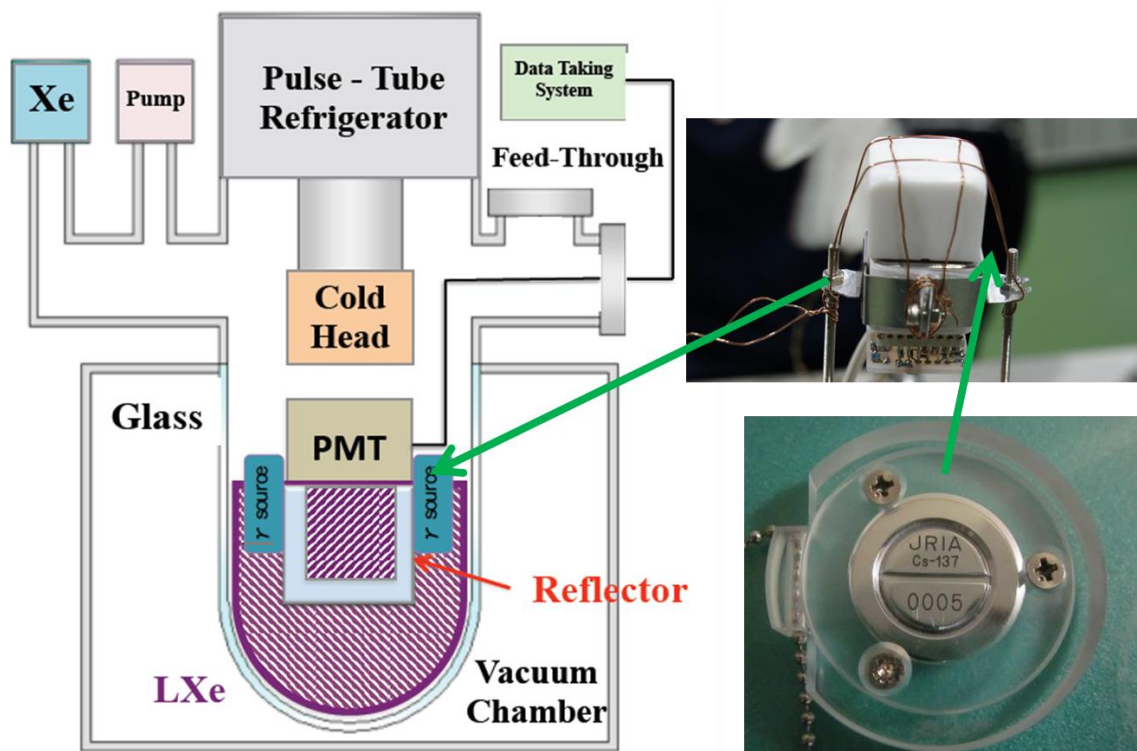 Xe
Pump
Pulse - Tube
Refrigerator
Data Taking
System
Feed-Through
Cold
Head
Glass
PMT
γ source
γ source
Reflector
LXe
Vacuum
Chamber
JRIA
Cs-137
0005